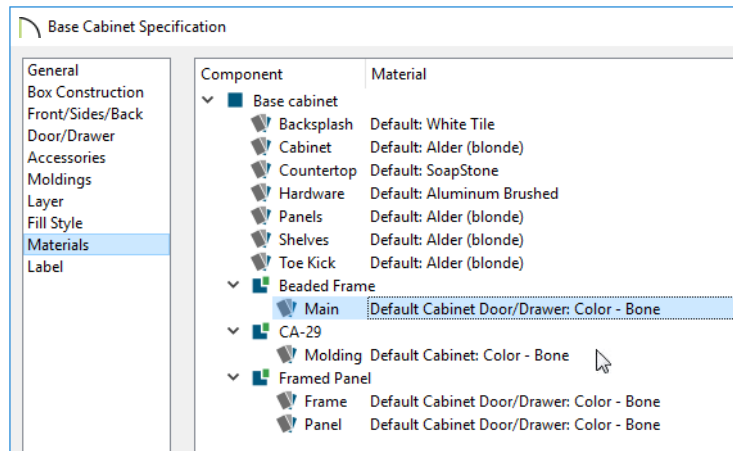 Base Cabinet Specification
General
Box Construction
Front/Sides/Back
Door/Drawer
Accessories
Moldings
Layer
Fill Style
Materials
Label
Component Material
Base cabinet
Backsplash Default: White Tile
Cabinet Default: Alder (blonde)
Countertop Default: SoapStone
Hardware Default: Aluminum Brushed
Panels Default: Alder (blonde)
Shelves Default: Alder (blonde)
Toe Kick Default: Alder (blonde)
Beaded Frame
Main Default Cabinet Door/Drawer: Color - Bone
CA-29
Molding Default Cabinet: Color - Bone
Framed Panel
Frame Default Cabinet Door/Drawer: Color - Bone
Panel Default Cabinet Door/Drawer: Color - Bone